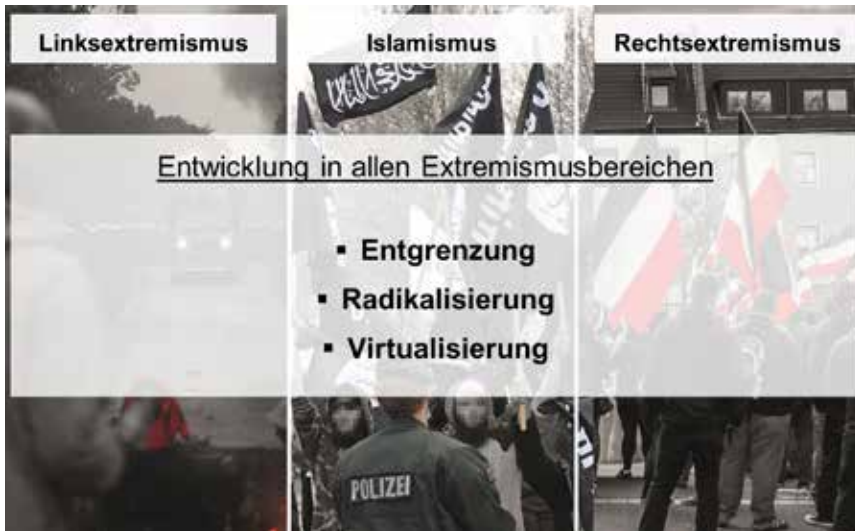 Linksextremismus
Islamismus
Rechtsextremismus
Entwicklung in allen Extremismusbereichen
▪ Entgrenzung
▪ Radikalisierung
▪ Virtualisierung
POLIZEI